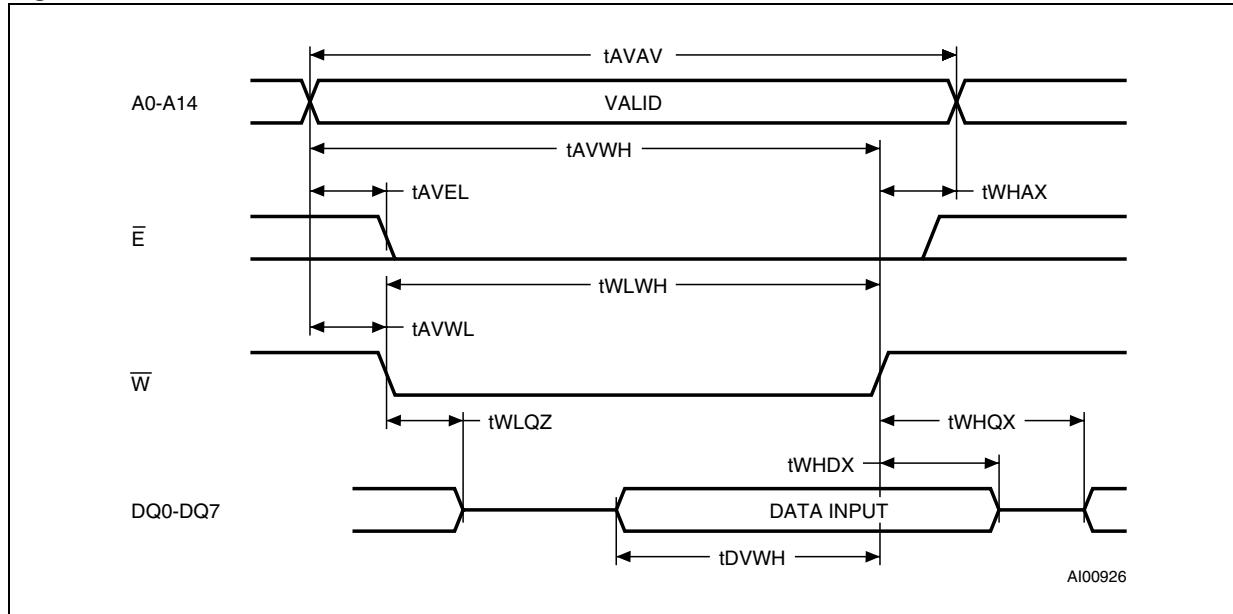 tAVAV
A0-A14
VALID
tAVWH
tAVEL
tWHAX
E̅
tWLWH
tAVWL
W̅
tWLQZ
tWHQX
tWHDX
DQ0-DQ7
DATA INPUT
tDVWH
AI00926